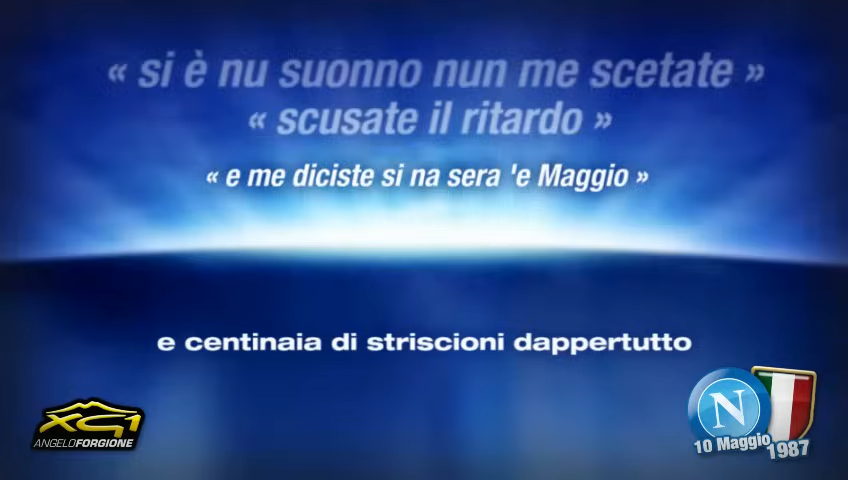 « si è nu suonno nun me scetate »
« scusate il ritardo »
« e me diciste si na sera 'e Maggio »
e centinaia di striscioni dappertutto
XG1
ANGELOFORGIONE
N
10 Maggio
1987